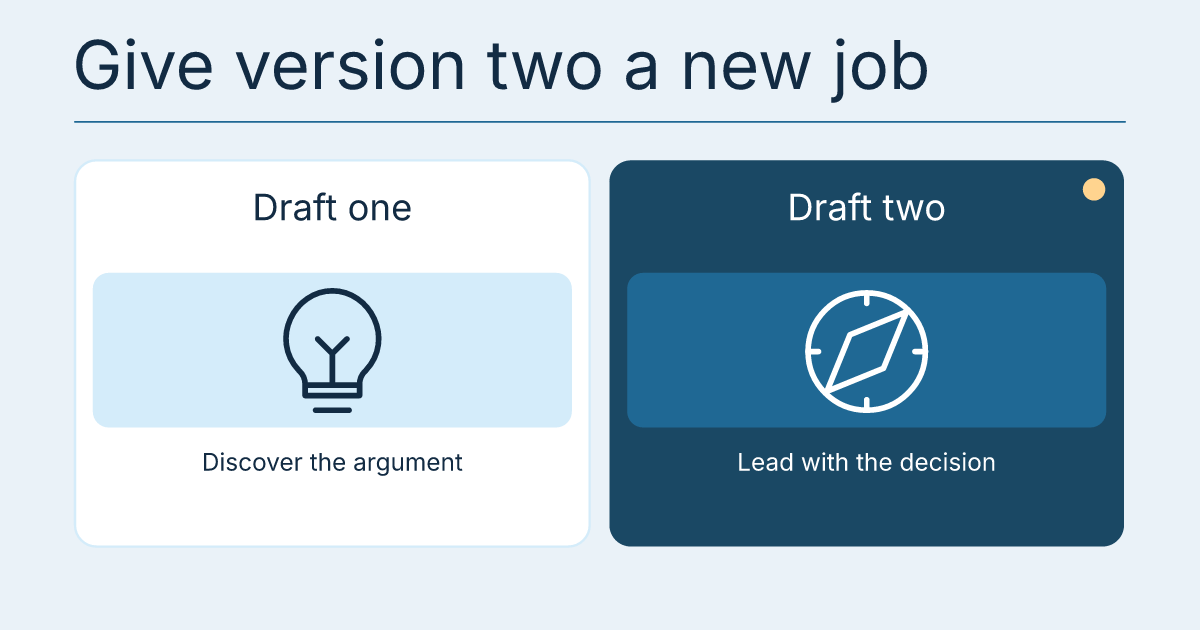 Give version two a new job
Draft one
Discover the argument
Draft two
Lead with the decision